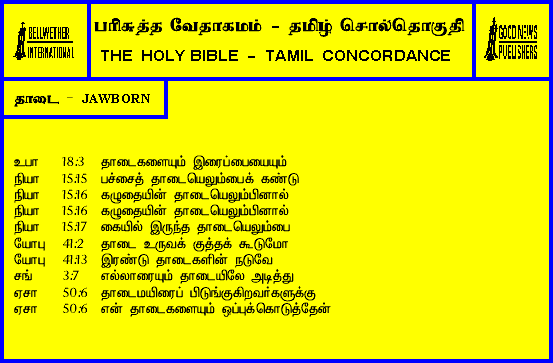 BELLWETHER
INTERNATIONAL
பரிசுத்த வேதாகமம் - தமிழ் சொல்தொகுதி
THE HOLY BIBLE - TAMIL CONCORDANCE
GOOD NEWS
PUBLISHERS
தாடை - JAWBORN
உபா 18:3 தாடைகளையும் இரைப்பையையும்
நியா 15:15 பச்சைத் தாடையெலும்பைக் கண்டு
நியா 15:16 கழுதையின் தாடையெலும்பினால்
நியா 15:16 கழுதையின் தாடையெலும்பினால்
நியா 15:17 கையில் இருந்த தாடையெலும்பை
யோபு 41:2 தாடை உருவக் குத்தக் கூடுமோ
யோபு 41:13 இரண்டு தாடைகளின் நடுவே
சங் 3:7 எல்லாரையும் தாடையிலே அடித்து
ஏசா 50:6 தாடைமயிரைப் பிடுங்குகிறவர்களுக்கு
ஏசா 50:6 என் தாடைகளையும் ஒப்புக்கொடுத்தேன்